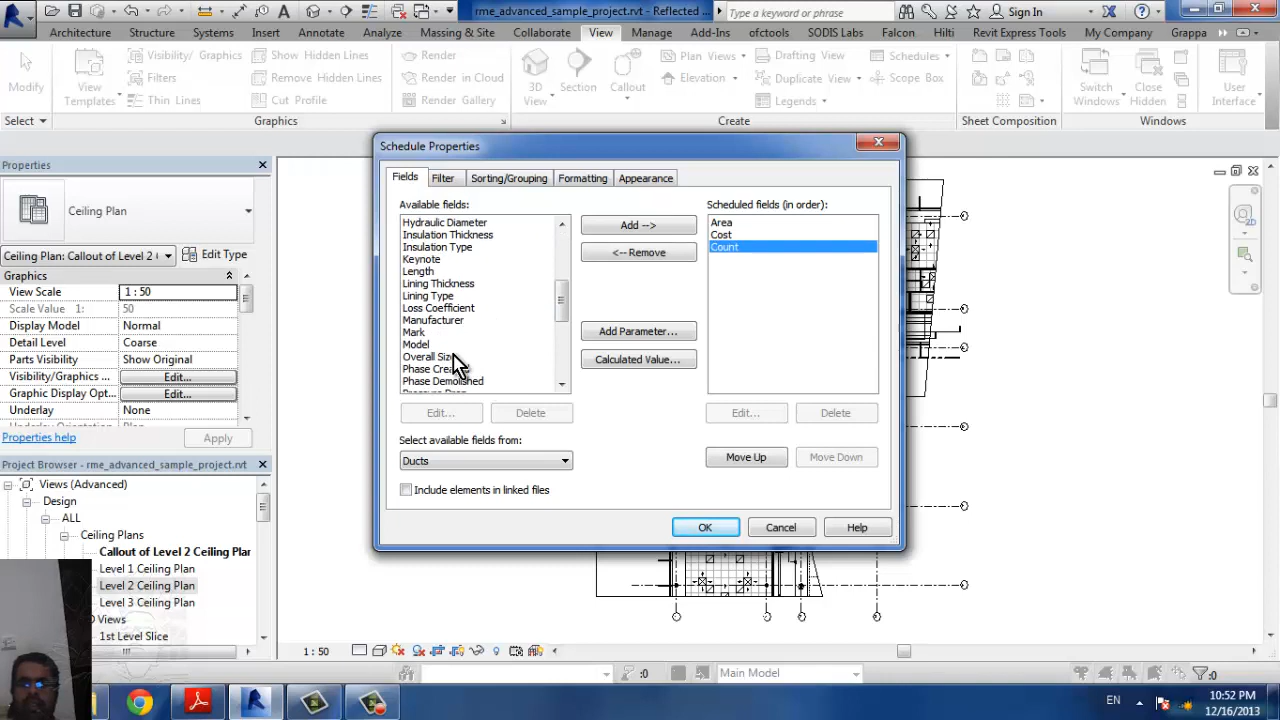 rme_advanced_sample_project.rvt - Reflected ...
Type a keyword or phrase
Sign In
Architecture
Structure
Systems
Insert
Annotate
Analyze
Massing & Site
Collaborate
View
Manage
Add-Ins
ofctools
SODIS Labs
Falcon
Hilti
Revit Express Tools
My Company
Grappa
Modify
View
Templates
Visibility/ Graphics
Filters
Thin Lines
Show Hidden Lines
Remove Hidden Lines
Cut Profile
Render
Render in Cloud
Render Gallery
3D
View
Section
Callout
Plan Views
Elevation
Drafting View
Duplicate View
Legends
Schedules
Scope Box
Switch
Windows
Close
Hidden
User
Interface
Select
Graphics
Create
Sheet Composition
Windows
Properties
Ceiling Plan
Ceiling Plan: Callout of Level 2
Edit Type
Graphics
View Scale
1 : 50
Scale Value 1:
50
Display Model
Normal
Detail Level
Coarse
Parts Visibility
Show Original
Visibility/Graphics ...
Edit...
Graphic Display Opt...
Edit...
Underlay
None
Properties help
Apply
Project Browser - rme_advanced_sample_project.rvt
Views (Advanced)
Design
ALL
Ceiling Plans
Callout of Level 2 Ceiling Plan
Level 1 Ceiling Plan
Level 2 Ceiling Plan
Level 3 Ceiling Plan
Views
1st Level Slice
Schedule Properties
Fields
Filter
Sorting/Grouping
Formatting
Appearance
Available fields:
Hydraulic Diameter
Insulation Thickness
Insulation Type
Keynote
Length
Lining Thickness
Lining Type
Loss Coefficient
Manufacturer
Mark
Model
Overall Size
Phase Created
Phase Demolished
Pressure Drop
Add -->
<-- Remove
Add Parameter...
Calculated Value...
Scheduled fields (in order):
Area
Cost
Count
Edit...
Delete
Edit...
Delete
Select available fields from:
Ducts
Move Up
Move Down
Include elements in linked files
OK
Cancel
Help
1 : 50
:0
Main Model
:0
EN
10:52 PM
12/16/2013